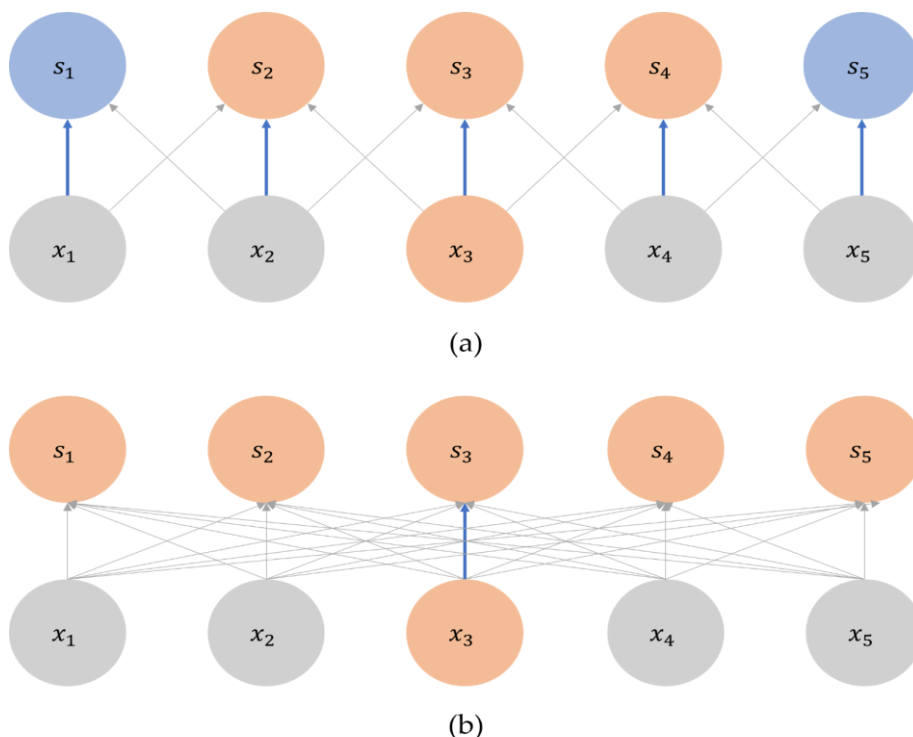 s₁ s₂ s₃ s₄ s₅
x₁ x₂ x₃ x₄ x₅
(a)
s₁ s₂ s₃ s₄ s₅
x₁ x₂ x₃ x₄ x₅
(b)